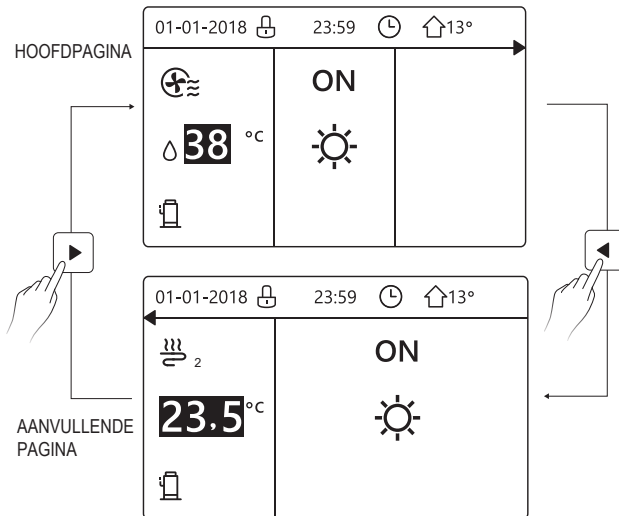 01-01-2018 23:59 13°
HOOFDPAGINA
ON
38 °C
01-01-2018 23:59 13°
2
ON
23,5 °C
AANVULLENDE
PAGINA